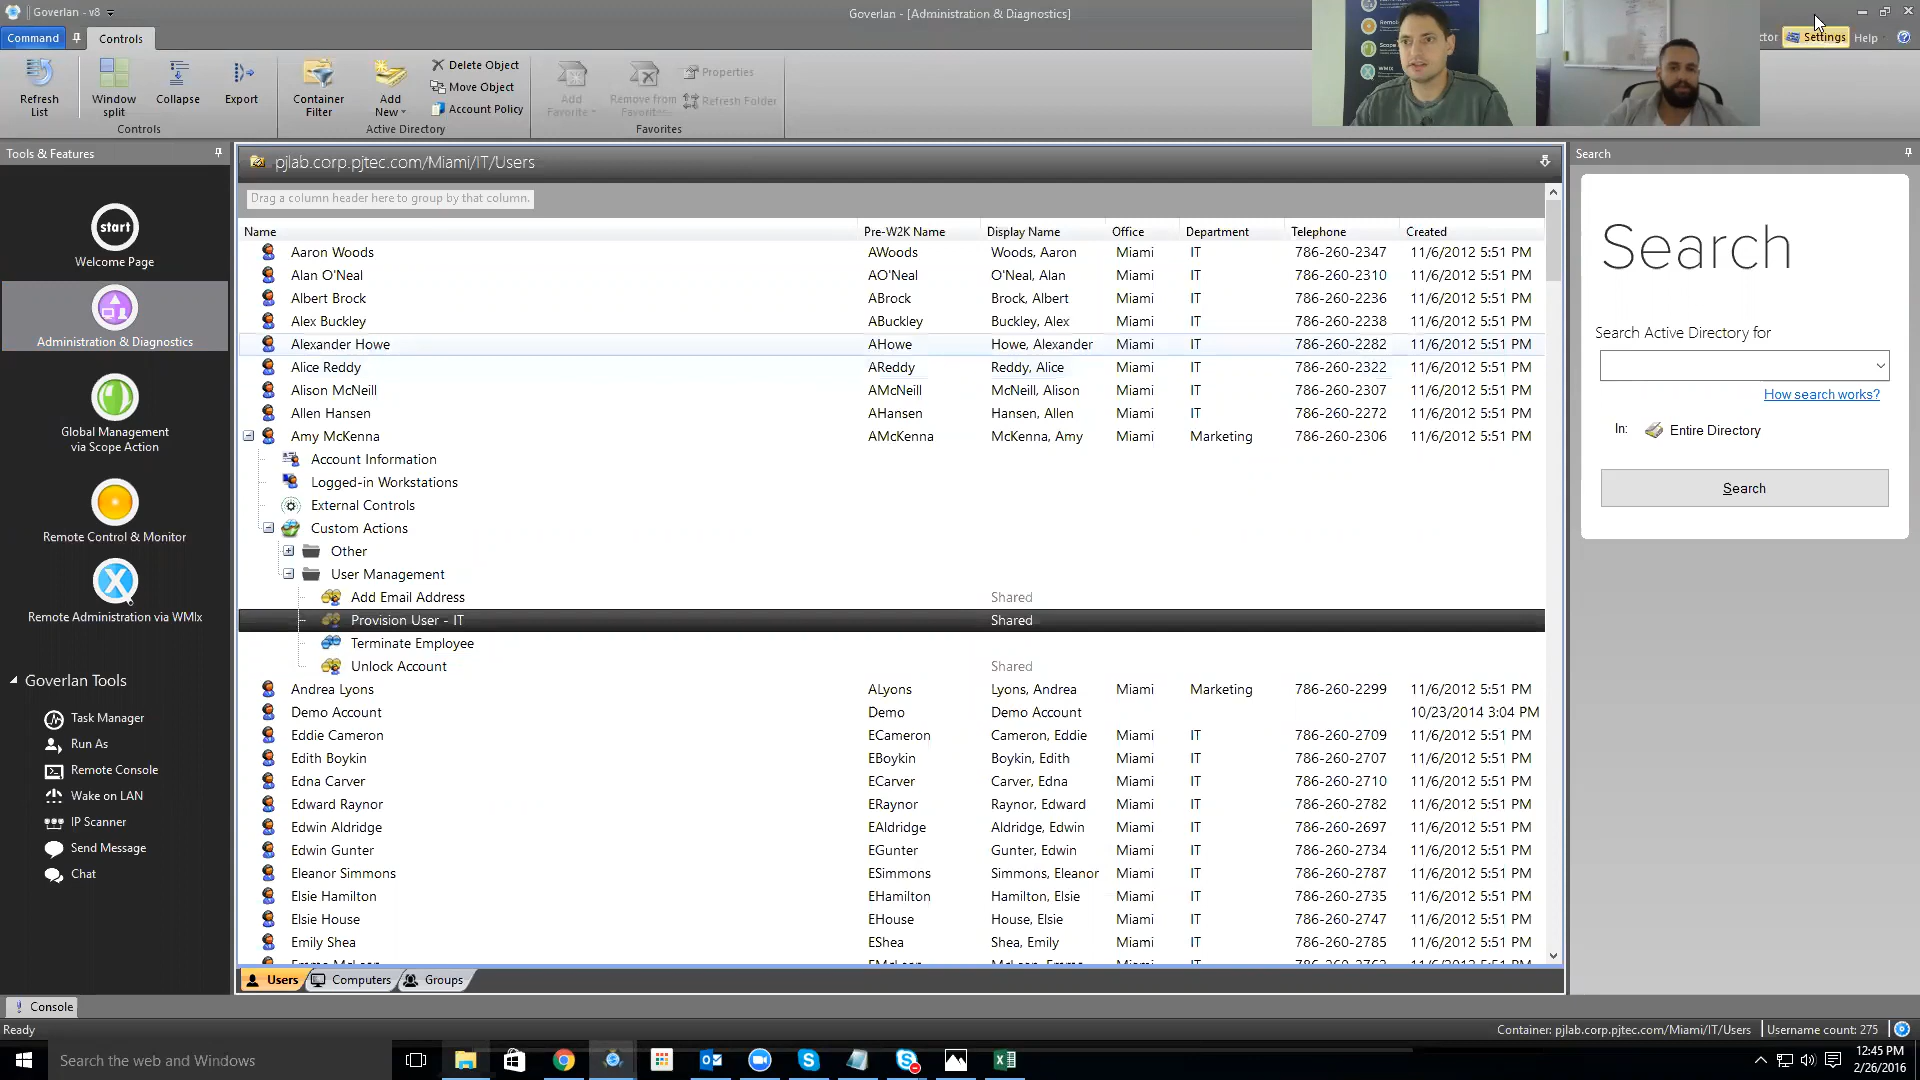 Goverlan - v8
Goverlan - [Administration & Diagnostics]
Command
Controls
Settings
Help
Refresh List
Window split
Collapse
Export
Container Filter
Add New
Delete Object
Move Object
Account Policy
Add Favorite
Remove from Favorites
Properties
Refresh Folder
Controls
Active Directory
Favorites
Tools & Features
start
Welcome Page
Administration & Diagnostics
Global Management
via Scope Action
Remote Control & Monitor
X
Remote Administration via WMIx
Goverlan Tools
Task Manager
Run As
Remote Console
Wake on LAN
IP Scanner
Send Message
Chat
pjlab.corp.pjtec.com/Miami/IT/Users
Drag a column header here to group by that column.
Name Pre-W2K Name Display Name Office Department Telephone Created
Aaron Woods AWoods Woods, Aaron Miami IT 786-260-2347 11/6/2012 5:51 PM
Alan O'Neal AO'Neal O'Neal, Alan Miami IT 786-260-2310 11/6/2012 5:51 PM
Albert Brock ABrock Brock, Albert Miami IT 786-260-2236 11/6/2012 5:51 PM
Alex Buckley ABuckley Buckley, Alex Miami IT 786-260-2238 11/6/2012 5:51 PM
Alexander Howe AHowe Howe, Alexander Miami IT 786-260-2282 11/6/2012 5:51 PM
Alice Reddy AReddy Reddy, Alice Miami IT 786-260-2322 11/6/2012 5:51 PM
Alison McNeill AMcNeill McNeill, Alison Miami IT 786-260-2307 11/6/2012 5:51 PM
Allen Hansen AHansen Hansen, Allen Miami IT 786-260-2272 11/6/2012 5:51 PM
Amy McKenna AMcKenna McKenna, Amy Miami Marketing 786-260-2306 11/6/2012 5:51 PM
Account Information
Logged-in Workstations
External Controls
Custom Actions
Other
User Management
Add Email Address Shared
Provision User - IT Shared
Terminate Employee
Unlock Account Shared
Andrea Lyons ALyons Lyons, Andrea Miami Marketing 786-260-2299 11/6/2012 5:51 PM
Demo Account Demo Demo Account 10/23/2014 3:04 PM
Eddie Cameron ECameron Cameron, Eddie Miami IT 786-260-2709 11/6/2012 5:51 PM
Edith Boykin EBoykin Boykin, Edith Miami IT 786-260-2707 11/6/2012 5:51 PM
Edna Carver ECarver Carver, Edna Miami IT 786-260-2710 11/6/2012 5:51 PM
Edward Raynor ERaynor Raynor, Edward Miami IT 786-260-2782 11/6/2012 5:51 PM
Edwin Aldridge EAldridge Aldridge, Edwin Miami IT 786-260-2697 11/6/2012 5:51 PM
Edwin Gunter EGunter Gunter, Edwin Miami IT 786-260-2734 11/6/2012 5:51 PM
Eleanor Simmons ESimmons Simmons, Eleanor Miami IT 786-260-2787 11/6/2012 5:51 PM
Elsie Hamilton EHamilton Hamilton, Elsie Miami IT 786-260-2735 11/6/2012 5:51 PM
Elsie House EHouse House, Elsie Miami IT 786-260-2747 11/6/2012 5:51 PM
Emily Shea EShea Shea, Emily Miami IT 786-260-2785 11/6/2012 5:51 PM
Users
Computers
Groups
Search
Search
Search Active Directory for
How search works?
In: Entire Directory
Search
Console
Ready
Container: pjlab.corp.pjtec.com/Miami/IT/Users
Username count: 275
Search the web and Windows
12:45 PM
2/26/2016